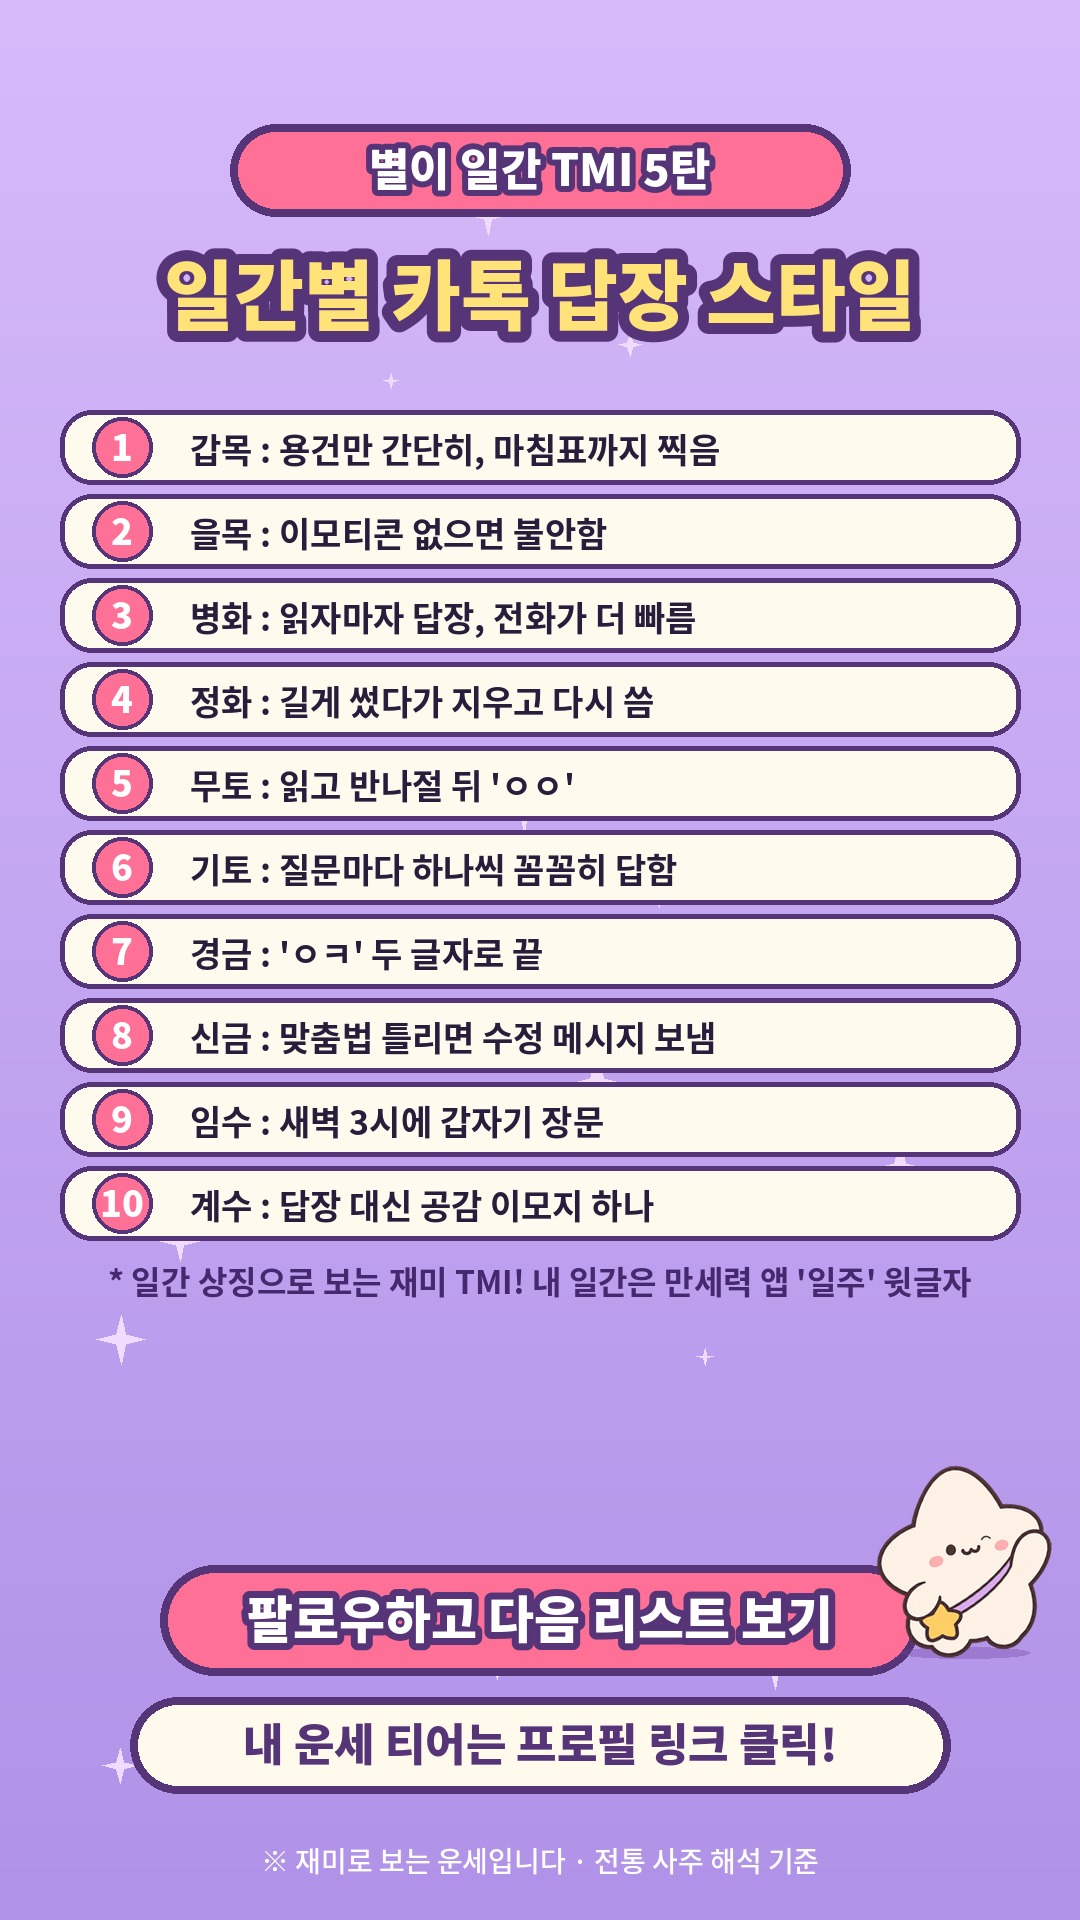 별이 일간 TMI 5탄
일간별 카톡 답장 스타일
1 갑목 : 용건만 간단히, 마침표까지 찍음
2 을목 : 이모티콘 없으면 불안함
3 병화 : 읽자마자 답장, 전화가 더 빠름
4 정화 : 길게 썼다가 지우고 다시 씀
5 무토 : 읽고 반나절 뒤 'ㅇㅇ'
6 기토 : 질문마다 하나씩 꼼꼼히 답함
7 경금 : 'ㅇㅋ' 두 글자로 끝
8 신금 : 맞춤법 틀리면 수정 메시지 보냄
9 임수 : 새벽 3시에 갑자기 장문
10 계수 : 답장 대신 공감 이모지 하나
* 일간 상징으로 보는 재미 TMI! 내 일간은 만세력 앱 '일주' 윗글자
팔로우하고 다음 리스트 보기
내 운세 티어는 프로필 링크 클릭!
※ 재미로 보는 운세입니다 · 전통 사주 해석 기준